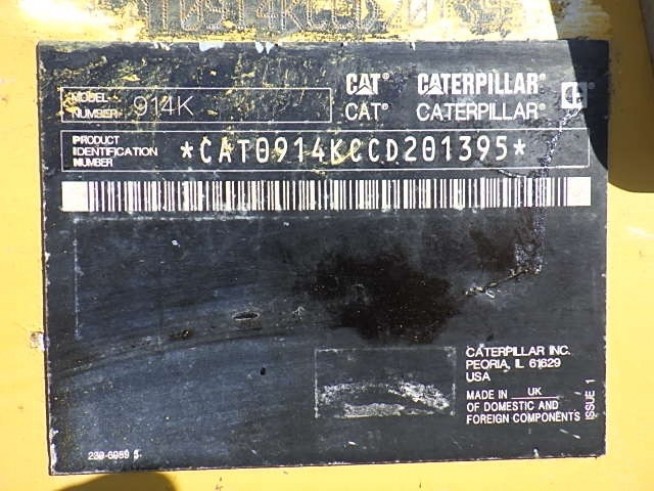 MODEL NUMBER 914K
CAT® CATERPILLAR®
CAT® CATERPILLAR®
PRODUCT IDENTIFICATION NUMBER *CAT0914KCCD201395*
CATERPILLAR INC.
PEORIA, IL 61629
USA
MADE IN UK
OF DOMESTIC AND
FOREIGN COMPONENTS
ISSUE 1